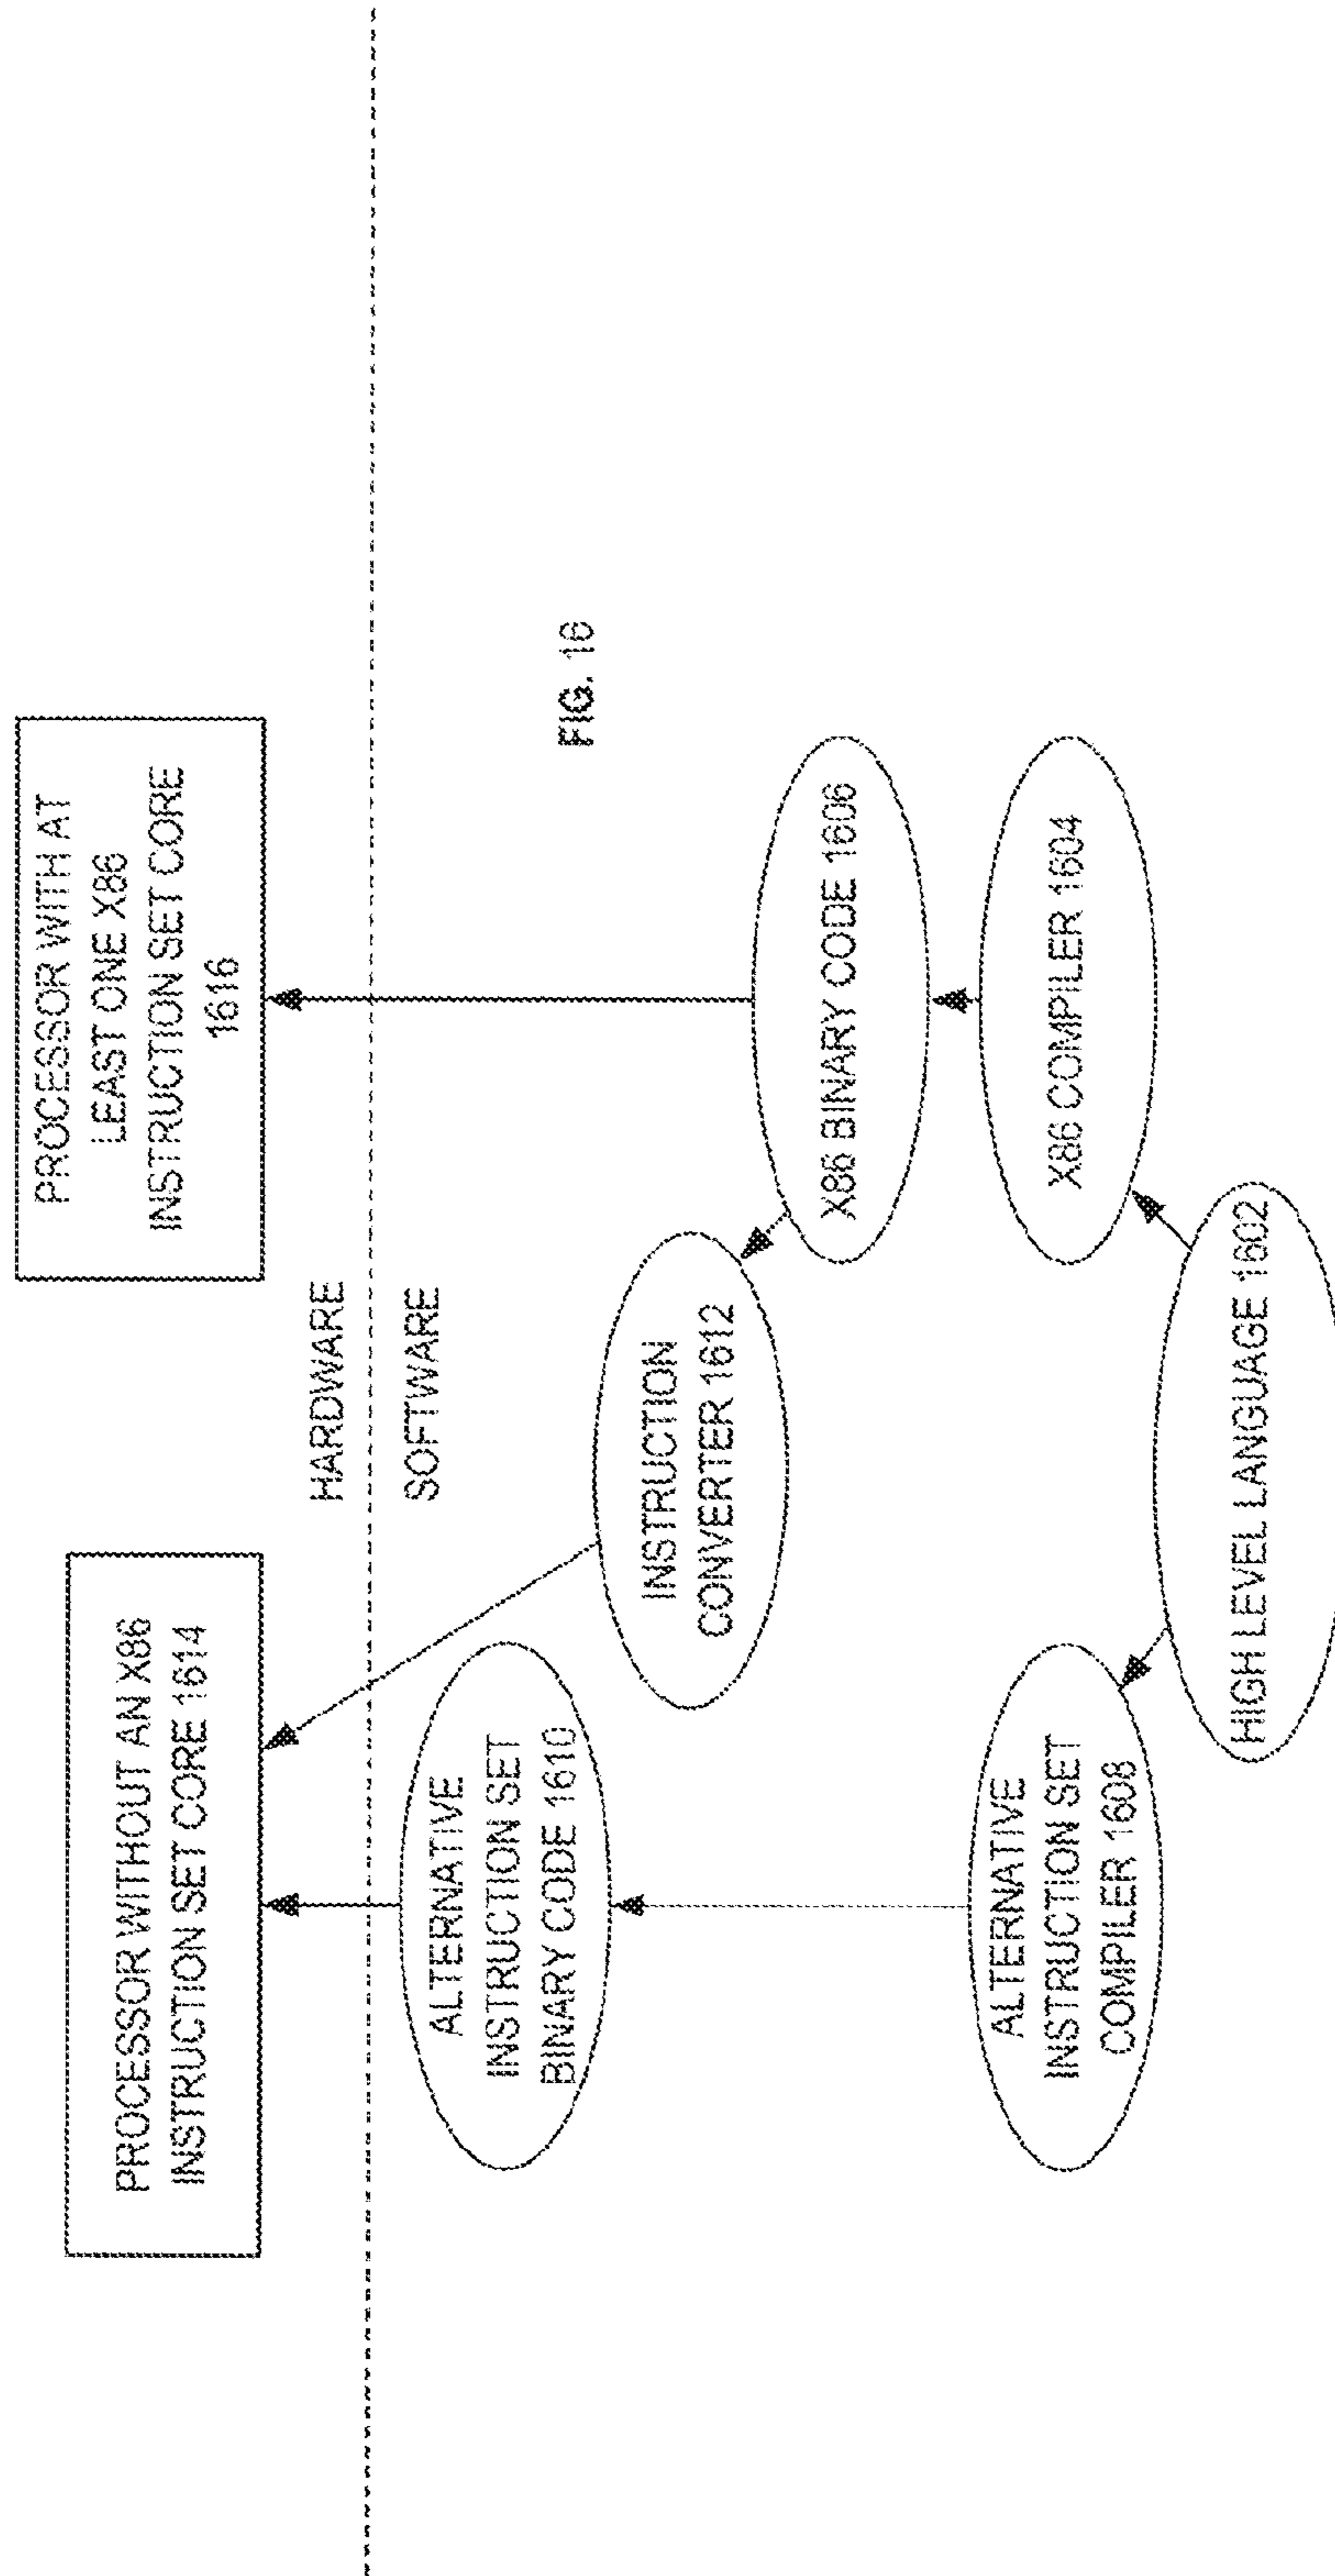 PROCESSOR WITHOUT AN X86
INSTRUCTION SET CORE 1614
PROCESSOR WITH AT
LEAST ONE X86
INSTRUCTION SET CORE
1616
HARDWARE
SOFTWARE
ALTERNATIVE
INSTRUCTION SET
BINARY CODE 1610
INSTRUCTION
CONVERTER 1612
FIG. 16
X86 BINARY CODE 1606
ALTERNATIVE
INSTRUCTION SET
COMPILER 1608
X86 COMPILER 1604
HIGH LEVEL LANGUAGE 1602